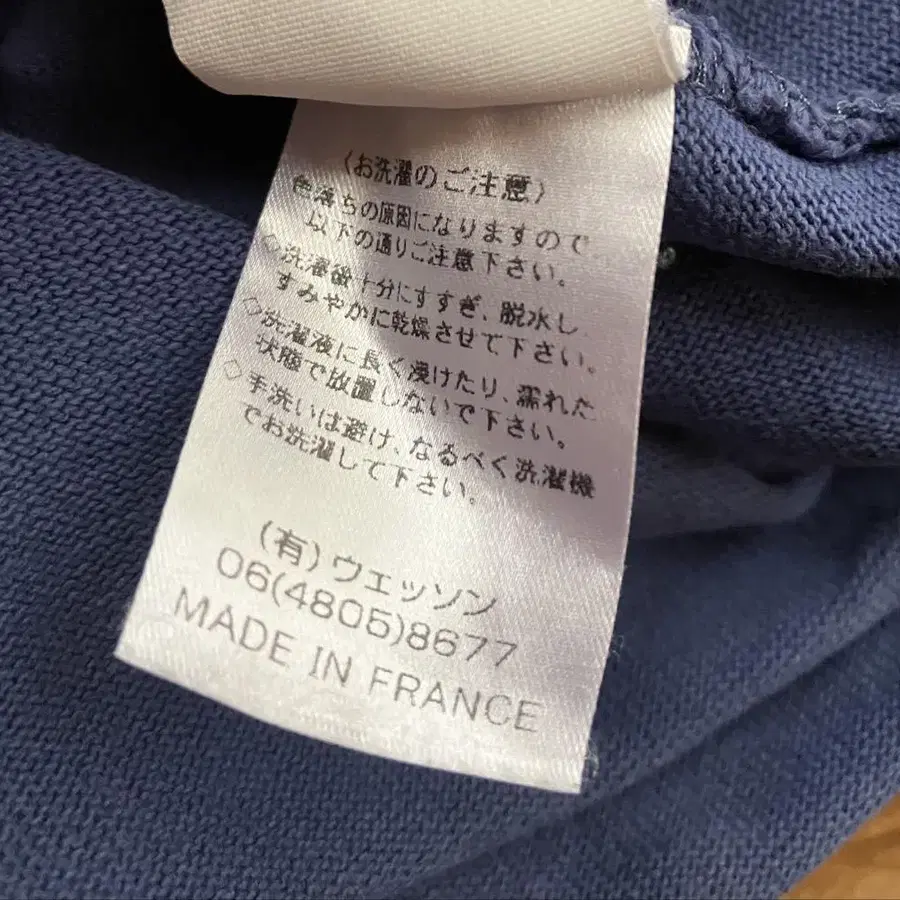 〈お洗濯のご注意〉
色落ちの原因になりますので
以下の通りご注意下さい。
◇洗濯後十分にすすぎ、脱水し、
すみやかに乾燥させて下さい。
◇洗濯液に長く浸けたり、濡れた
状態で放置しないで下さい。
◇手洗いは避け、なるべく洗濯機
でお洗濯して下さい。
(有)ウエッソン
06(4805)8677
MADE IN FRANCE